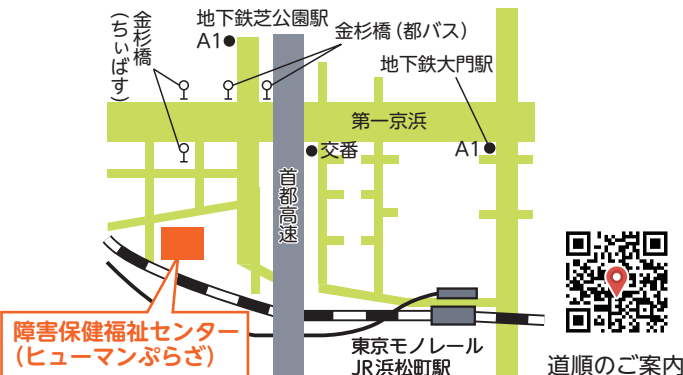 金杉橋
(ちぃばす)
地下鉄芝公園駅
A1
金杉橋(都バス)
地下鉄大門駅
第一京浜
交番
A1
首都高速
障害保健福祉センター
(ヒューマンぷらざ)
東京モノレール
JR浜松町駅
道順のご案内